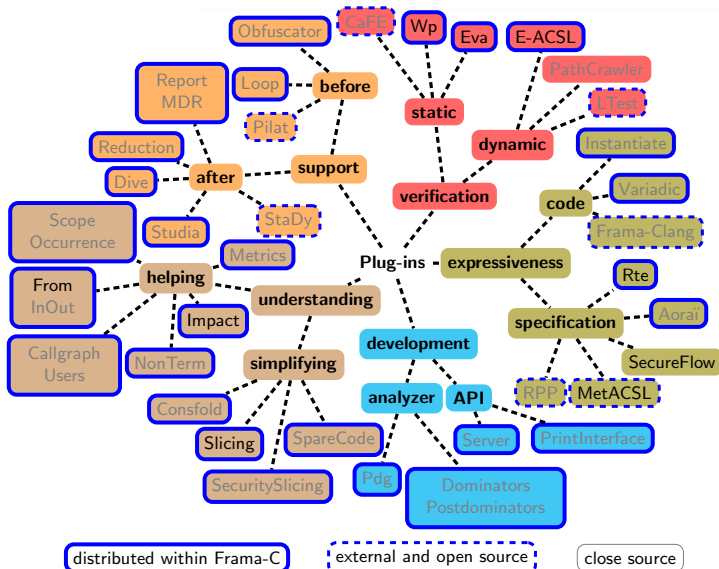 Obfuscator
CaFE
Wp
Eva
E-ACSL
Report
MDR
Loop
before
PathCrawler
Pilat
static
LTest
Reduction
dynamic
Instantiate
Dive
after
support
verification
code
Variadic
Scope
Occurrence
Studia
StaDy
Frama-Clang
Metrics
From
InOut
helping
Plug-ins
expressiveness
Rte
understanding
Impact
specification
Aoraï
Callgraph
Users
NonTerm
simplifying
development
SecureFlow
Consfold
analyzer
API
RPP
MetACSL
Slicing
SpareCode
Server
PrintInterface
SecuritySlicing
Pdg
Dominators
Postdominators
distributed within Frama-C
external and open source
close source